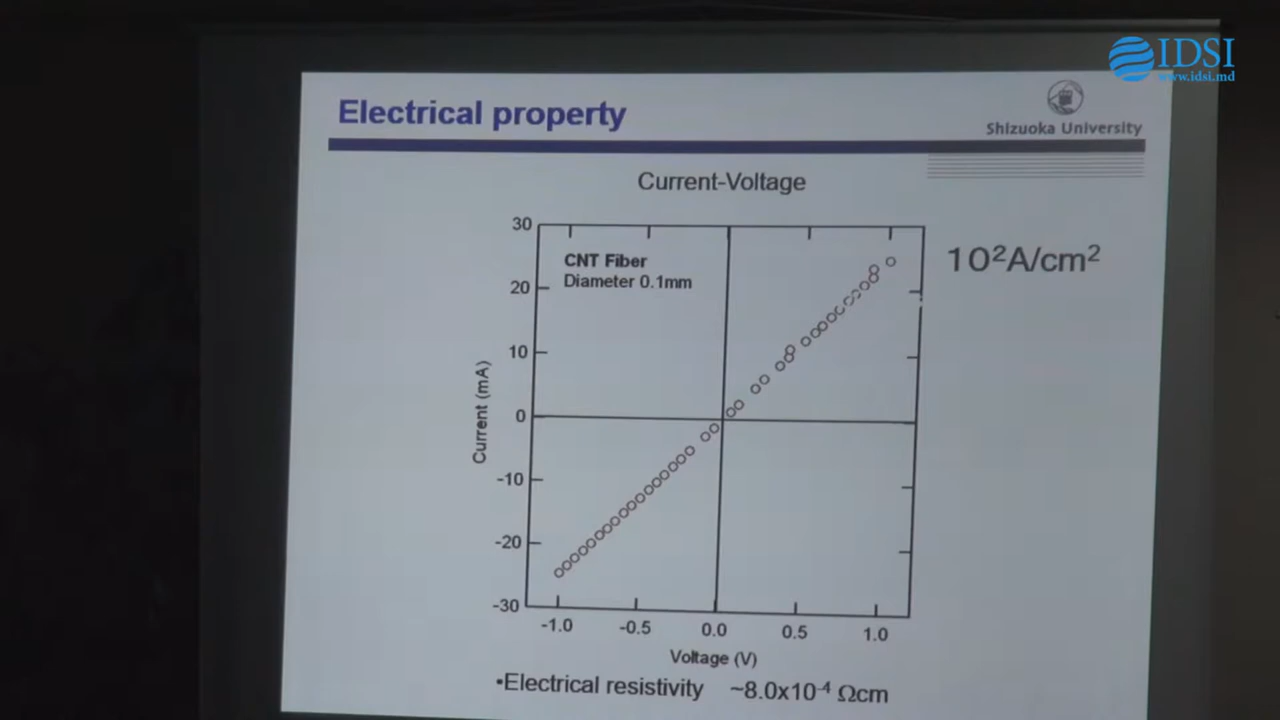 IDSI
www.idsi.md
Electrical property
Shizuoka University
Current-Voltage
10²A/cm²
CNT Fiber
Diameter 0.1mm
30
20
10
0
-10
-20
-30
Current (mA)
-1.0 -0.5 0.0 0.5 1.0
Voltage (V)
•Electrical resistivity ~8.0x10⁻⁴ Ωcm